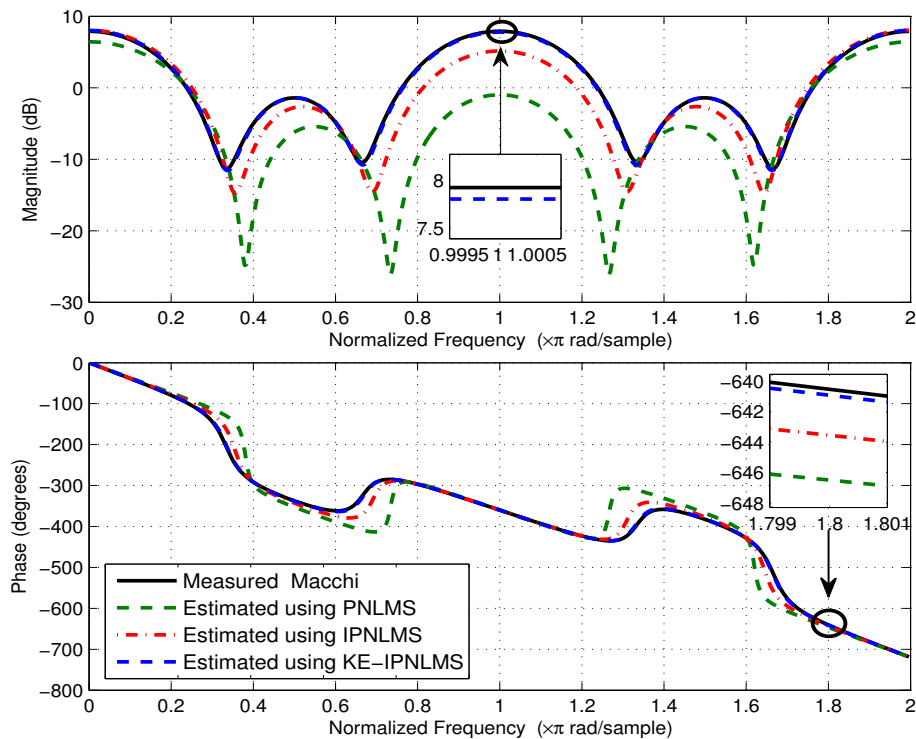 10
0
−10
−20
−30
Magnitude (dB)
8
7.5
0.9995 1 1.0005
0 0.2 0.4 0.6 0.8 1 1.2 1.4 1.6 1.8 2
Normalized Frequency (×π rad/sample)
0
−100
−200
−300
−400
−500
−600
−700
−800
Phase (degrees)
−640
−642
−644
−646
−648
1.799 1.8 1.801
Measured Macchi
Estimated using PNLMS
Estimated using IPNLMS
Estimated using KE−IPNLMS
0 0.2 0.4 0.6 0.8 1 1.2 1.4 1.6 1.8 2
Normalized Frequency (×π rad/sample)